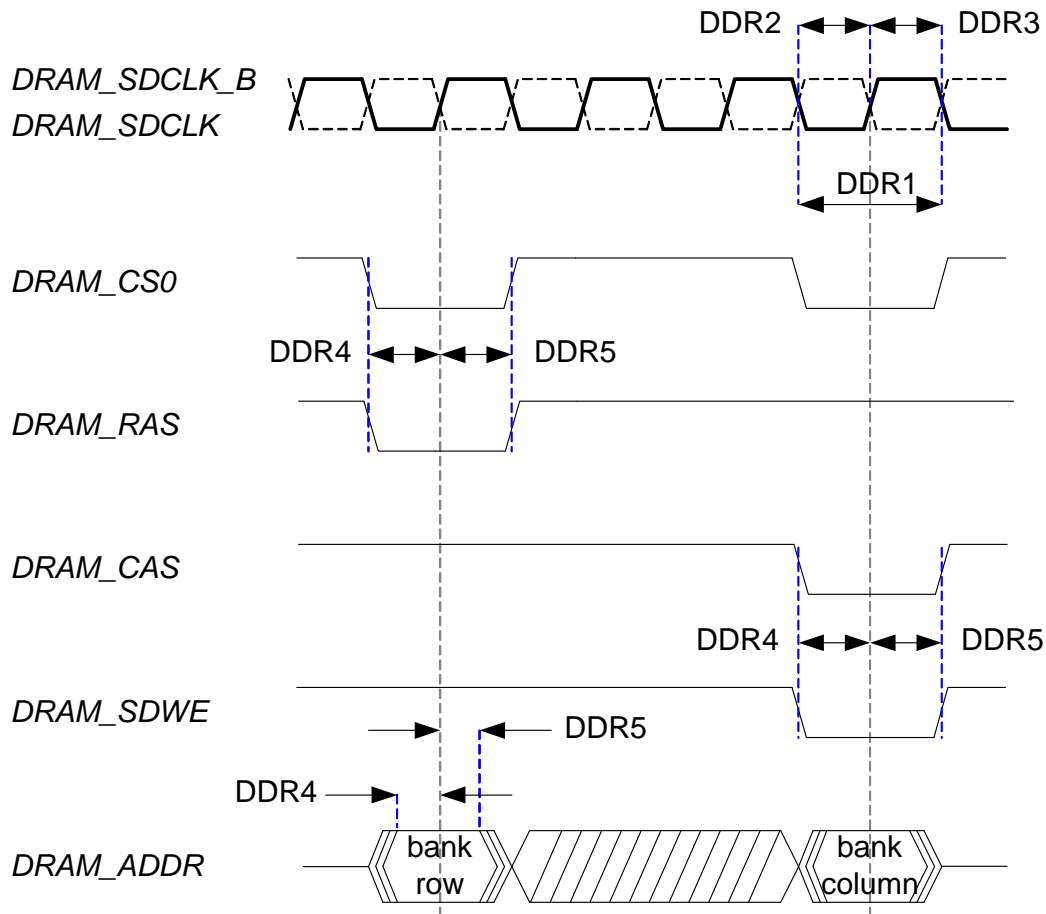 DDR2 DDR3
DRAM_SDCLK_B
DRAM_SDCLK
DDR1
DRAM_CS0
DDR4 DDR5
DRAM_RAS
DRAM_CAS
DDR4 DDR5
DRAM_SDWE
DDR5
DDR4
DRAM_ADDR
bank
row
bank
column